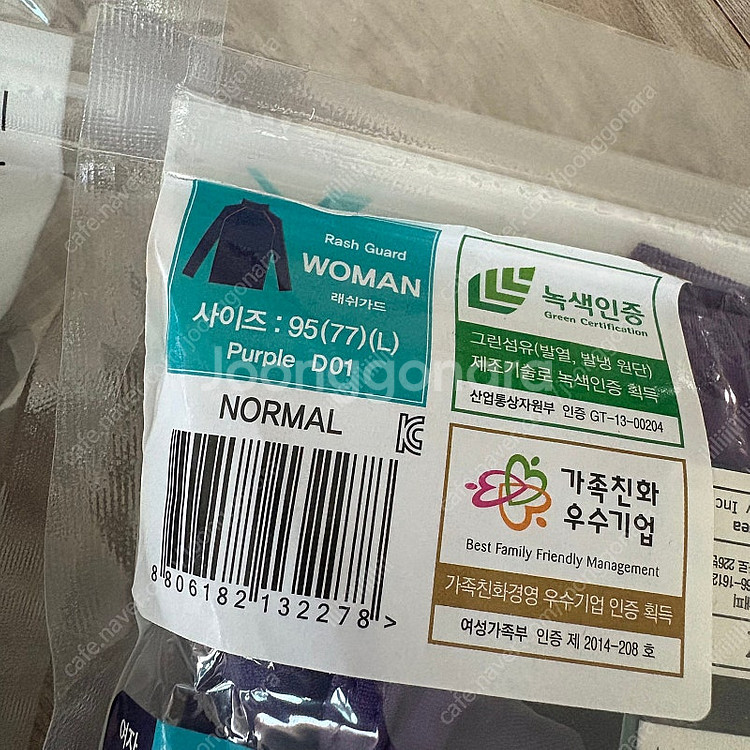 Rash Guard
WOMAN
래쉬가드
사이즈 : 95(77)(L)
Purple D01
NORMAL
8 806182 132278 >
녹색인증
Green Certification
그린섬유(발열, 발냉 원단)
제조기술로 녹색인증 획득
산업통상자원부 인증 GT-13-00204
가족친화
우수기업
Best Family Friendly Management
가족친화경영 우수기업 인증 획득
여성가족부 인증 제 2014-208 호
여자
Joonggonara